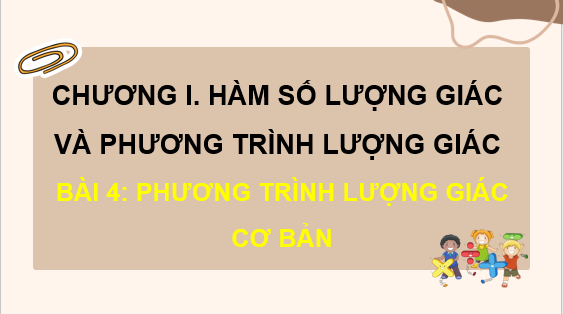 CHƯƠNG I. HÀM SỐ LƯỢNG GIÁC
VÀ PHƯƠNG TRÌNH LƯỢNG GIÁC
BÀI 4: PHƯƠNG TRÌNH LƯỢNG GIÁC
CƠ BẢN